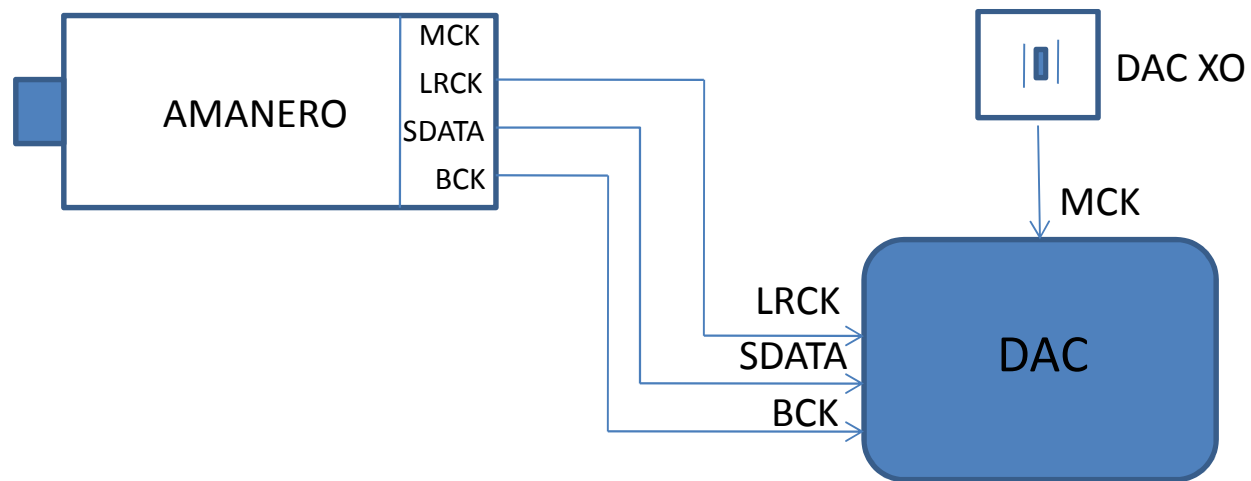 AMANERO
MCK
LRCK
SDATA
BCK
DAC XO
MCK
LRCK
SDATA
BCK
DAC